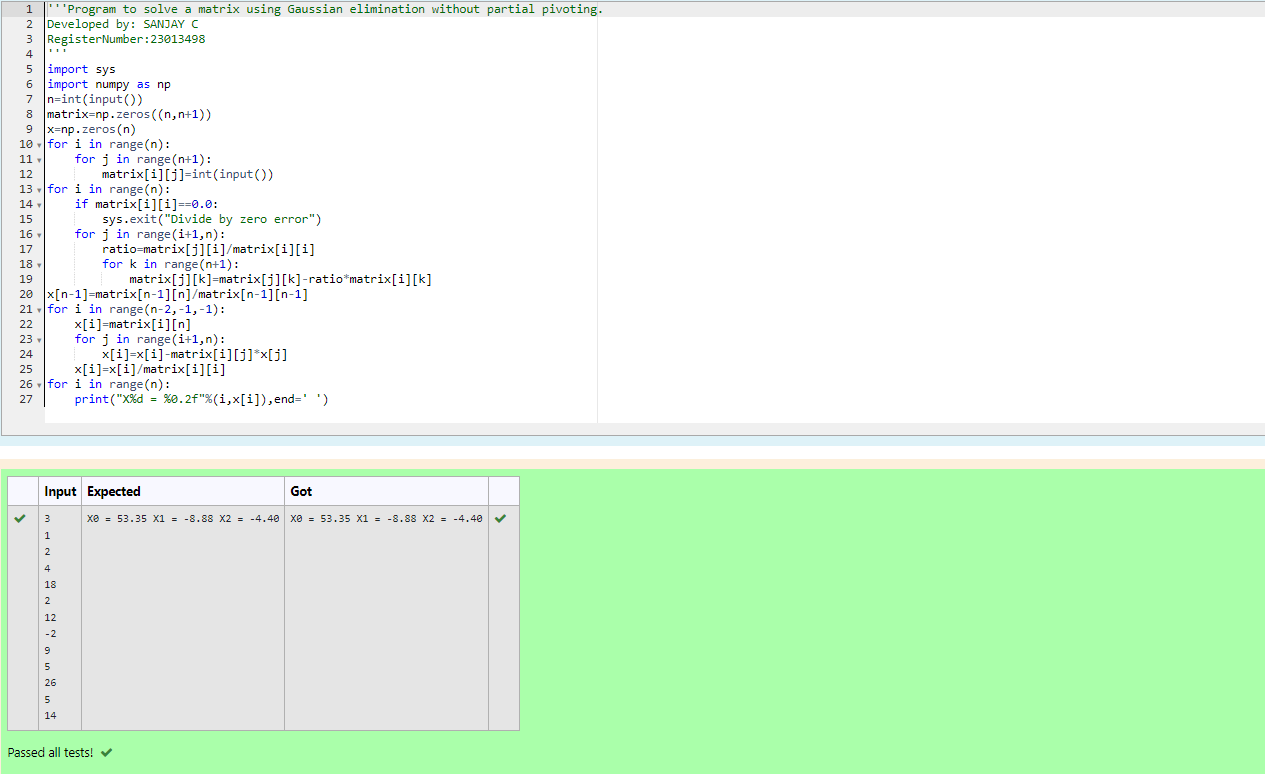 1 '''Program to solve a matrix using Gaussian elimination without partial pivoting.
2 Developed by: SANJAY C
3 RegisterNumber:23013498
4 '''
5 import sys
6 import numpy as np
7 n=int(input())
8 matrix=np.zeros((n,n+1))
9 x=np.zeros(n)
10 for i in range(n):
11     for j in range(n+1):
12         matrix[i][j]=int(input())
13 for i in range(n):
14     if matrix[i][i]==0.0:
15         sys.exit("Divide by zero error")
16     for j in range(i+1,n):
17         ratio=matrix[j][i]/matrix[i][i]
18         for k in range(n+1):
19             matrix[j][k]=matrix[j][k]-ratio*matrix[i][k]
20 x[n-1]=matrix[n-1][n]/matrix[n-1][n-1]
21 for i in range(n-2,-1,-1):
22     x[i]=matrix[i][n]
23     for j in range(i+1,n):
24         x[i]=x[i]-matrix[i][j]*x[j]
25     x[i]=x[i]/matrix[i][i]
26 for i in range(n):
27     print("X%d = %0.2f"%(i,x[i]),end=' ')
Input Expected Got
3 X0 = 53.35 X1 = -8.88 X2 = -4.40 X0 = 53.35 X1 = -8.88 X2 = -4.40
1
2
4
18
2
12
-2
9
5
26
5
14
Passed all tests!